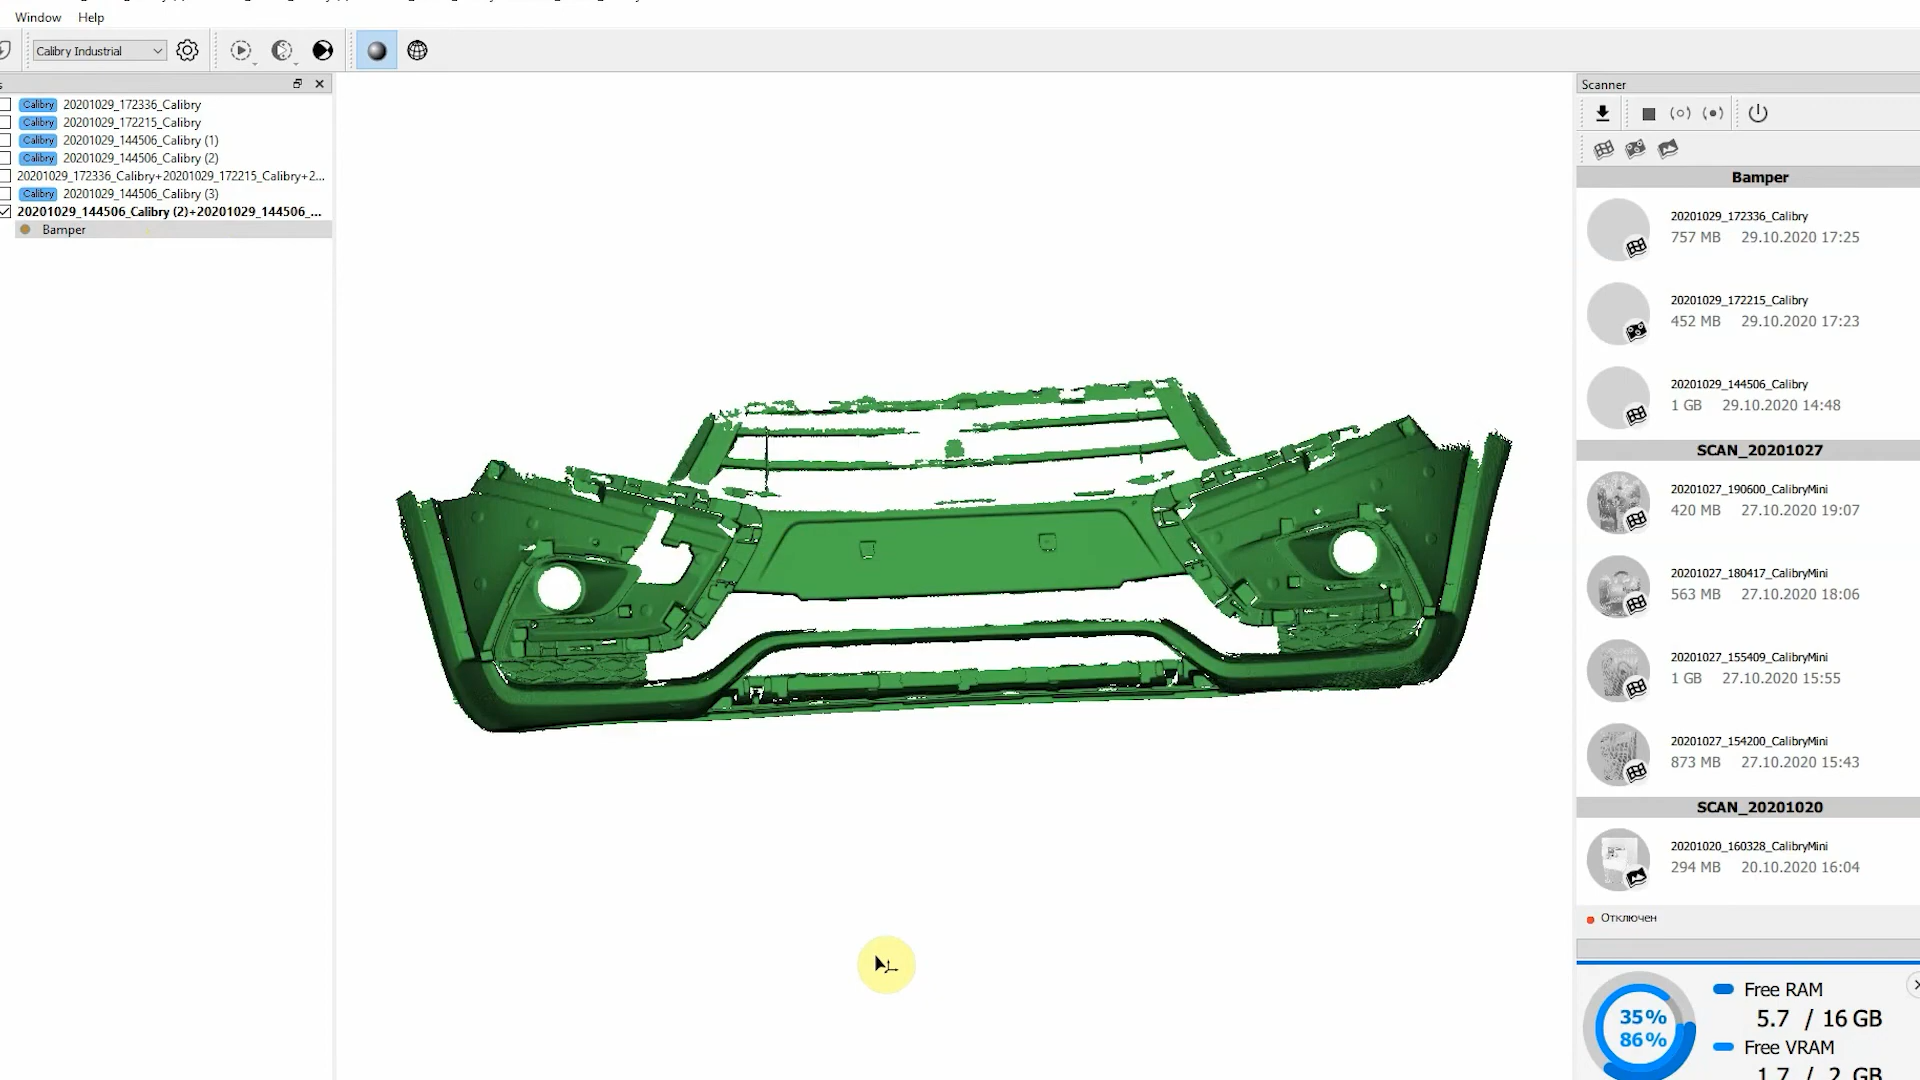 Window Help
Calibry Industrial
Calibry 20201029_172336_Calibry
Calibry 20201029_172215_Calibry
Calibry 20201029_144506_Calibry (1)
Calibry 20201029_144506_Calibry (2)
20201029_172336_Calibry+20201029_172215_Calibry+2...
Calibry 20201029_144506_Calibry (3)
20201029_144506_Calibry (2)+20201029_144506_...
Bamper
Scanner
Bamper
20201029_172336_Calibry
757 MB 29.10.2020 17:25
20201029_172215_Calibry
452 MB 29.10.2020 17:23
20201029_144506_Calibry
1 GB 29.10.2020 14:48
SCAN_20201027
20201027_190600_CalibryMini
420 MB 27.10.2020 19:07
20201027_180417_CalibryMini
563 MB 27.10.2020 18:06
20201027_155409_CalibryMini
1 GB 27.10.2020 15:55
20201027_154200_CalibryMini
873 MB 27.10.2020 15:43
SCAN_20201020
20201020_160328_CalibryMini
294 MB 20.10.2020 16:04
Отключен
35%
86%
Free RAM
5.7 / 16 GB
Free VRAM
1.7 / 2 GB